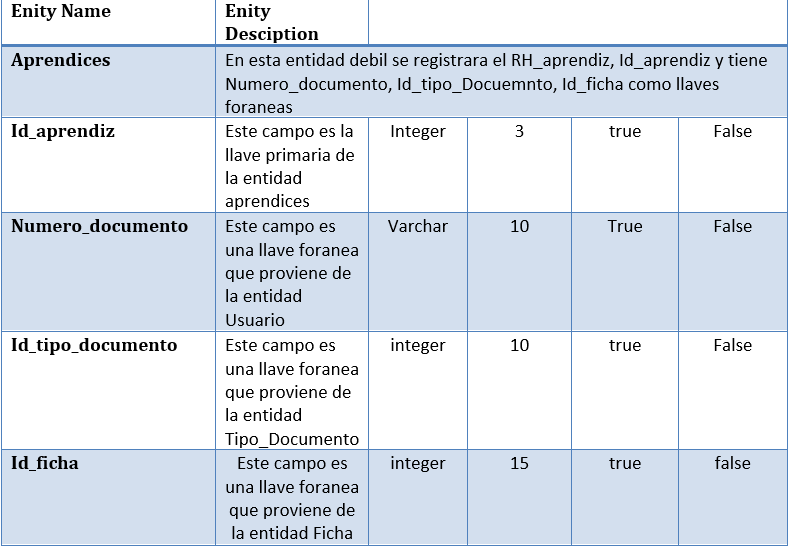 Enity Name
Enity
Desciption
Aprendices
En esta entidad debil se registrara el RH_aprendiz, Id_aprendiz y tiene
Numero_documento, Id_tipo_Docuemnto, Id_ficha como llaves
foraneas
Id_aprendiz
Este campo es la
llave primaria de
la entidad
aprendices
Integer
3
true
False
Numero_documento
Este campo es
una llave foranea
que proviene de
la entidad
Usuario
Varchar
10
True
False
Id_tipo_documento
Este campo es
una llave foranea
que proviene de
la entidad
Tipo_Documento
integer
10
true
False
Id_ficha
Este campo es
una llave foranea
que proviene de
la entidad Ficha
integer
15
true
false